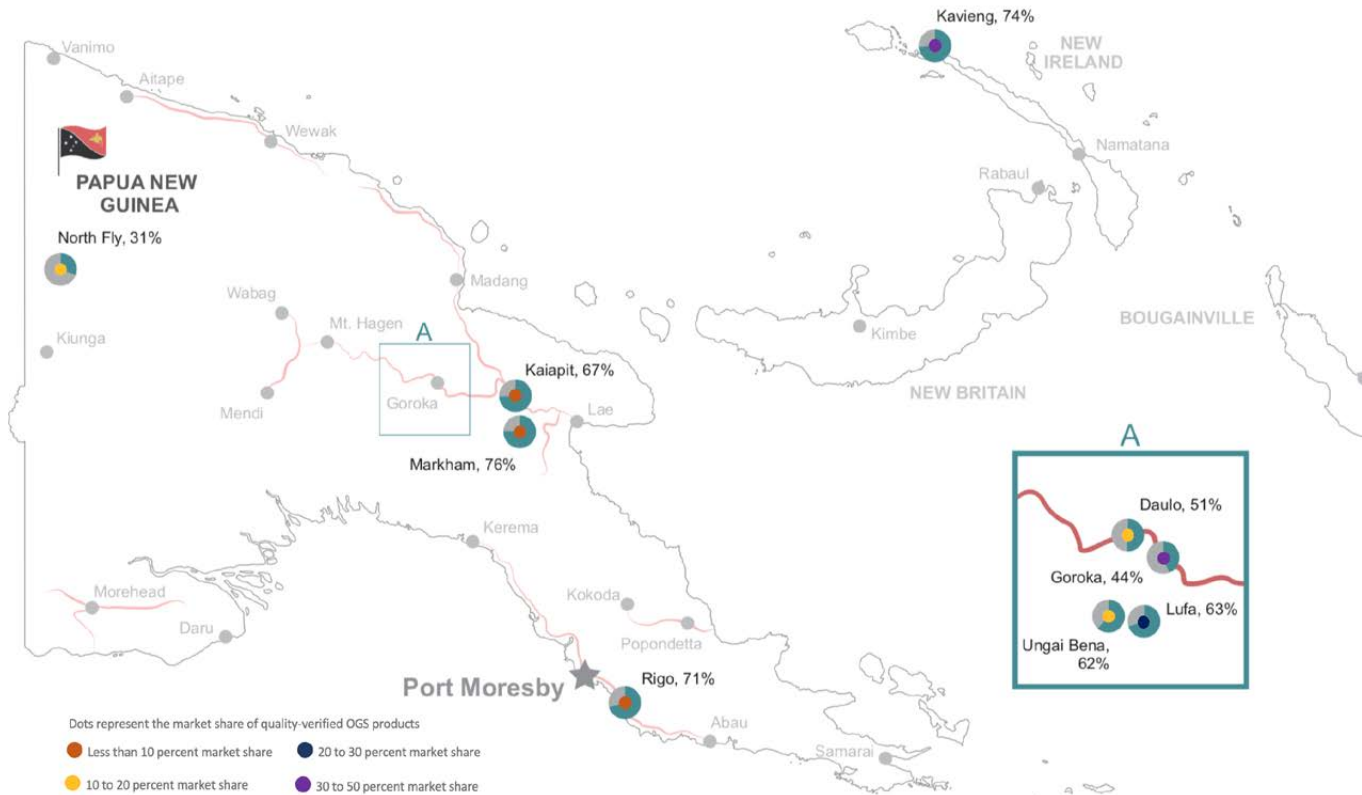 Kavieng, 74%
NEW
IRELAND
Vanimo
Aitape
Wewak
Namatana
Rabaul
PAPUA NEW
GUINEA
North Fly, 31%
Madang
Wabag
Mt. Hagen
A
Kiunga
Kimbe
BOUGAINVILLE
Kaiapit, 67%
NEW BRITAIN
Goroka
Mendi
Lae
Markham, 76%
A
Daulo, 51%
Goroka, 44%
Lufa, 63%
Ungai Bena,
62%
Kerema
Morehead
Kokoda
Daru
Popondetta
Port Moresby
Rigo, 71%
Abau
Samarai
Dots represent the market share of quality-verified OGS products
Less than 10 percent market share
20 to 30 percent market share
10 to 20 percent market share
30 to 50 percent market share